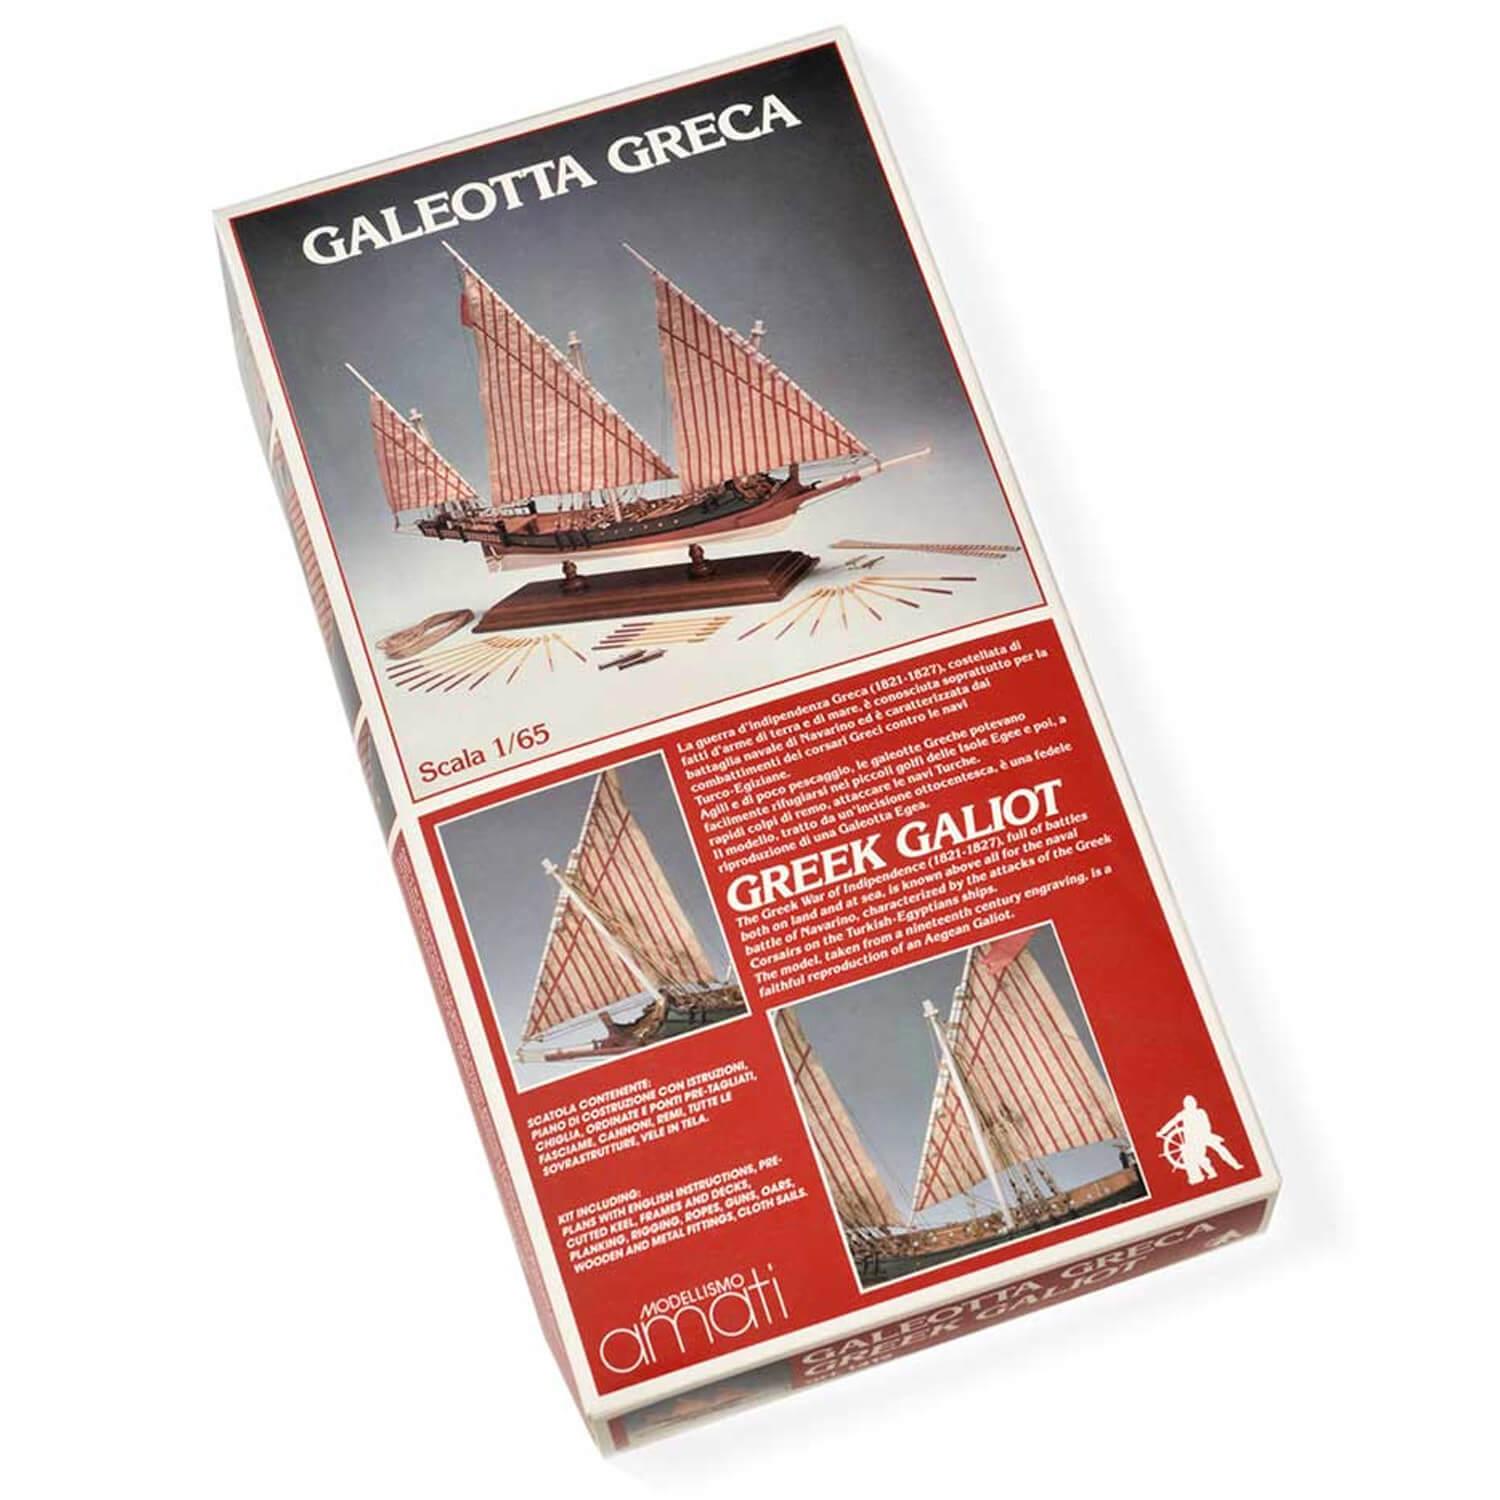 GALEOTTA GRECA
Scala 1/65
La guerra d'indipendenza Greca (1821-1827), costellata di
fatti d'arme di terra e di mare, è conosciuta soprattutto per la
battaglia navale di Navarino ed è caratterizzata dai
combattimenti dei corsari Greci contro le navi
Turco-Egiziane.
Agili e di poco pescaggio, le galeotte Greche potevano
facilmente rifugiarsi nei piccoli golfi delle Isole Egee e poi, a
rapidi colpi di remo, attaccare le navi Turche.
Il modello, tratto da un'incisione ottocentesca, è una fedele
riproduzione di una Galeotta Egea.
GREEK GALIOT
The Greek War of Indipendence (1821-1827), full of battles
both on land and at sea, is known above all for the naval
battle of Navarino, characterized by the attacks of the Greek
Corsairs on the Turkish-Egyptians ships.
The model, taken from a nineteenth century engraving, is a
faithful reproduction of an Aegean Galiot.
SCATOLA CONTENENTE:
PIANO DI COSTRUZIONE CON ISTRUZIONI,
CHIGLIA, ORDINATE E PONTI PRE-TAGLIATI,
FASCIAME, CANNONI, REMI, TUTTE LE
SOVRASTRUTTURE, VELE IN TELA.
KIT INCLUDING:
PLANS WITH ENGLISH INSTRUCTIONS, PRE-
CUTTED KEEL, FRAMES AND DECKS,
PLANKING, RIGGING, ROPES, GUNS, OARS,
WOODEN AND METAL FITTINGS, CLOTH SAILS.
MODELLISMO
amati
GALEOTTA GRECA
GREEK GALIOT